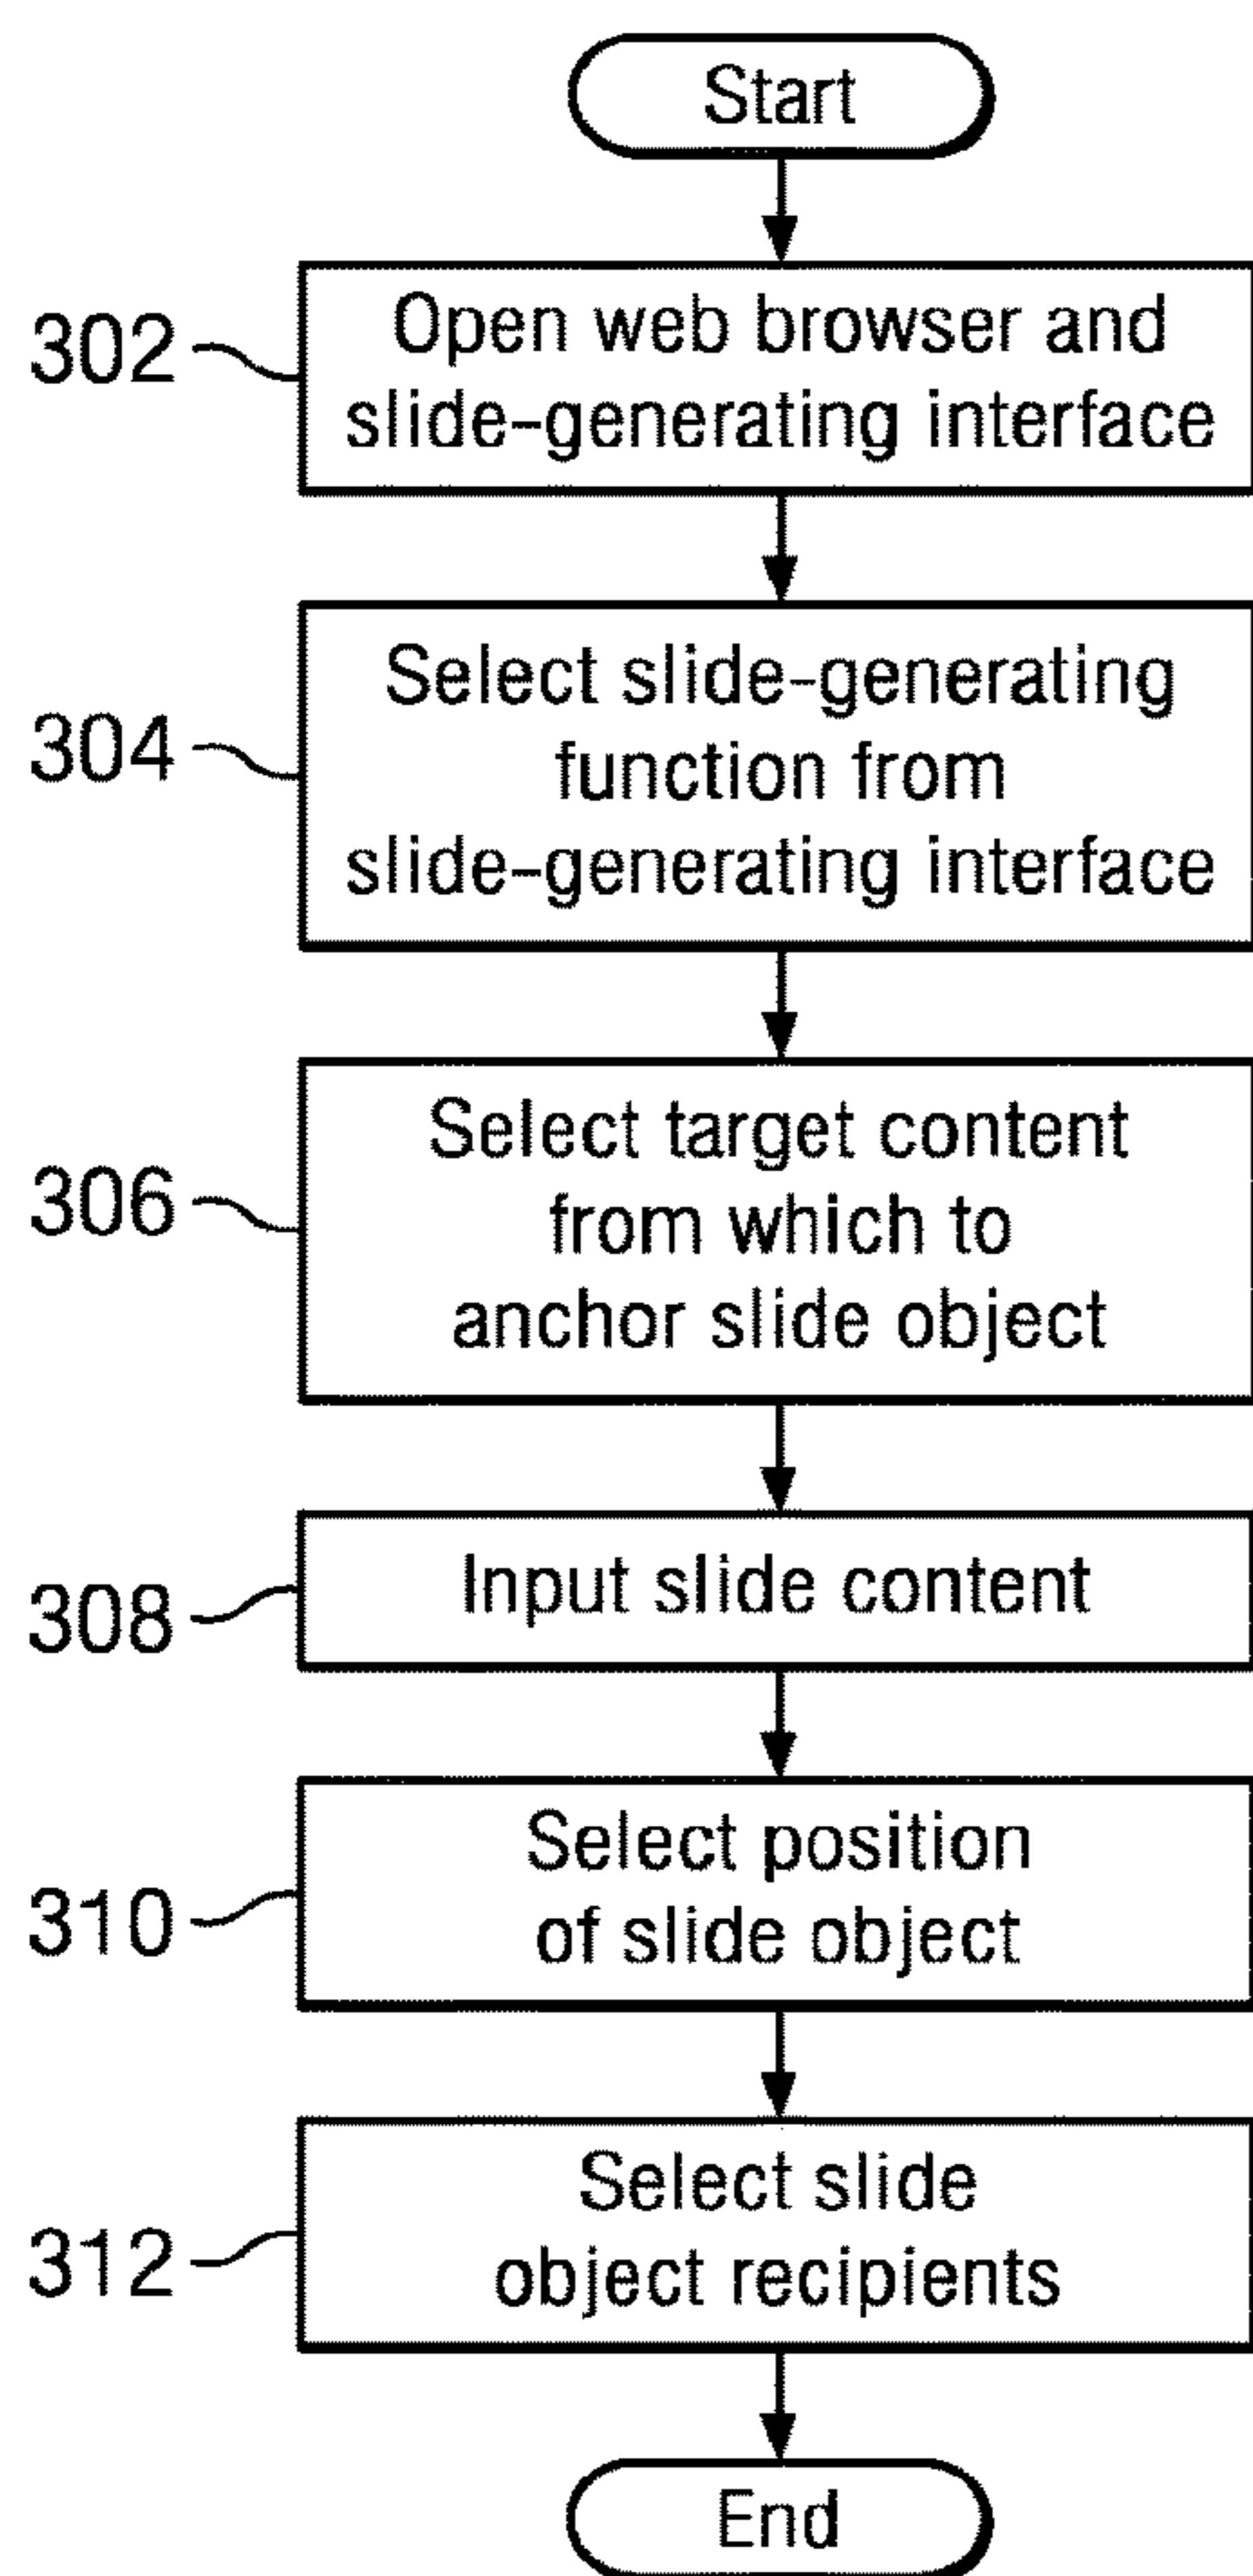 Start
302
Open web browser and
slide-generating interface
304
Select slide-generating
function from
slide-generating interface
306
Select target content
from which to
anchor slide object
308
Input slide content
310
Select position
of slide object
312
Select slide
object recipients
End